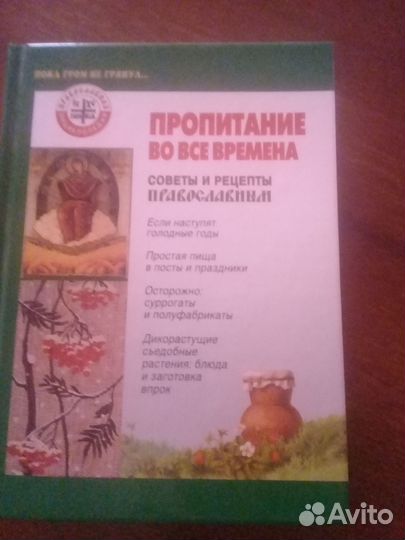 ПОКА ГРОМ НЕ ГРЯНУЛ...
ПРОПИТАНИЕ
ВО ВСЕ ВРЕМЕНА
СОВЕТЫ И РЕЦЕПТЫ
ПРАВОСЛАВНЫМ
Если наступят
голодные годы
Простая пища
в посты и праздники
Осторожно:
суррогаты
и полуфабрикаты
Дикорастущие
съедобные
растения: блюда
и заготовка
впрок
Avito